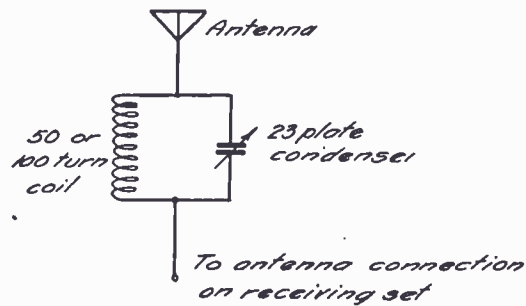 Antenna
50 or
100 turn
coil
23 plate
condenser
To antenna connection
on receiving set